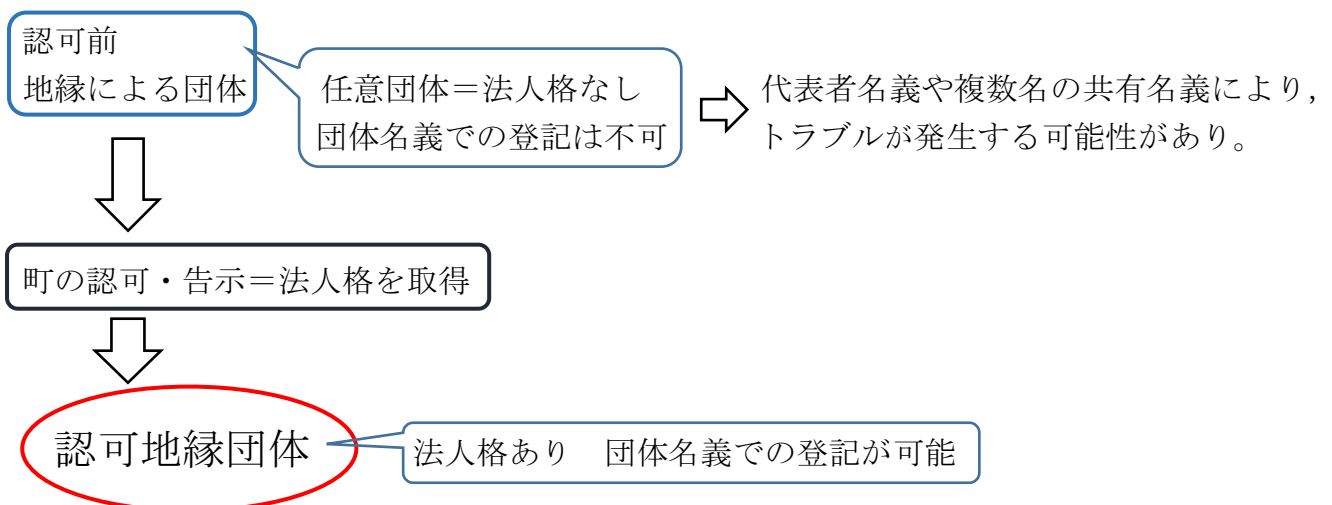 認可前
地縁による団体
任意団体＝法人格なし
団体名義での登記は不可
代表者名義や複数名の共有名義により，
トラブルが発生する可能性があり。
町の認可・告示＝法人格を取得
認可地縁団体
法人格あり　団体名義での登記が可能